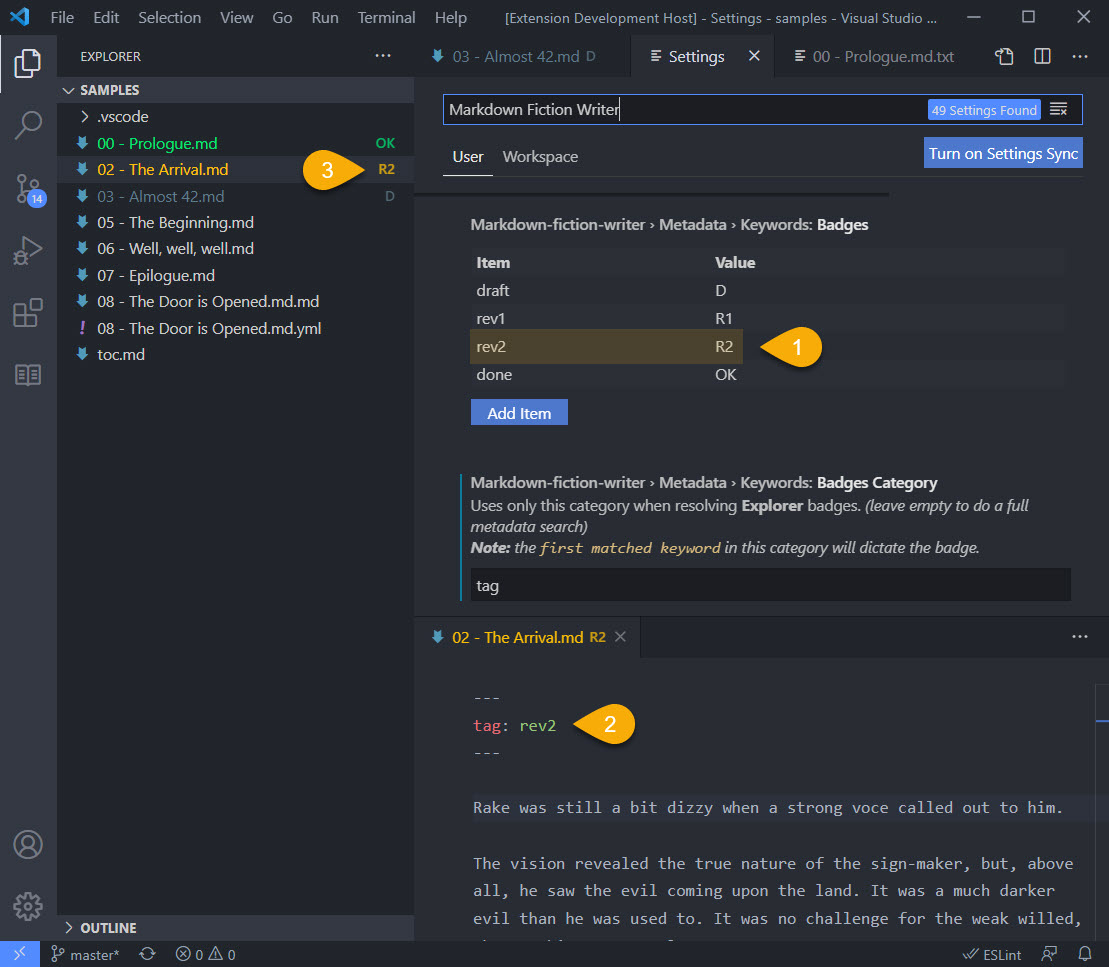 File Edit Selection View Go Run Terminal Help [Extension Development Host] - Settings - samples - Visual Studio ...
EXPLORER ···
SAMPLES
.vscode
00 - Prologue.md OK
02 - The Arrival.md 3 R2
03 - Almost 42.md D
05 - The Beginning.md
06 - Well, well, well.md
07 - Epilogue.md
08 - The Door is Opened.md.md
! 08 - The Door is Opened.md.yml
toc.md
14
OUTLINE
03 - Almost 42.md D Settings 00 - Prologue.md.txt ···
Markdown Fiction Writer 49 Settings Found
User Workspace Turn on Settings Sync
Markdown-fiction-writer › Metadata › Keywords: Badges
Item Value
draft D
rev1 R1
rev2 R2 1
done OK
Add Item
Markdown-fiction-writer › Metadata › Keywords: Badges Category
Uses only this category when resolving Explorer badges. (leave empty to do a full
metadata search)
Note: the first matched keyword in this category will dictate the badge.
tag
02 - The Arrival.md R2 ···
---
tag: rev2 2
---
Rake was still a bit dizzy when a strong voce called out to him.
The vision revealed the true nature of the sign-maker, but, above
all, he saw the evil coming upon the land. It was a much darker
evil than he was used to. It was no challenge for the weak willed,
master* 0 0 ESLint